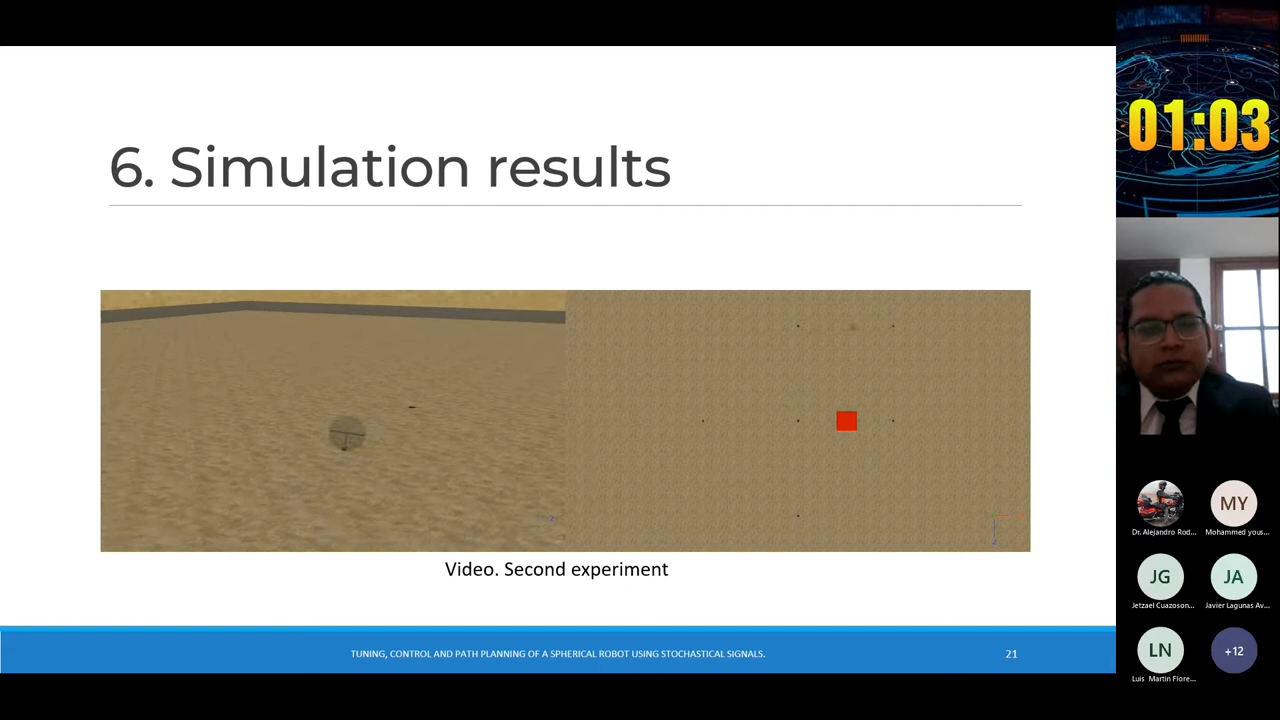 6. Simulation results
Video. Second experiment
TUNING, CONTROL AND PATH PLANNING OF A SPHERICAL ROBOT USING STOCHASTICAL SIGNALS.
21
01:03
Dr. Alejandro Rod...
MY
Mohammed yous...
JG
Jetzael Cuazoson...
JA
Javier Lagunas Av...
LN
Luis Martin Flore...
+12